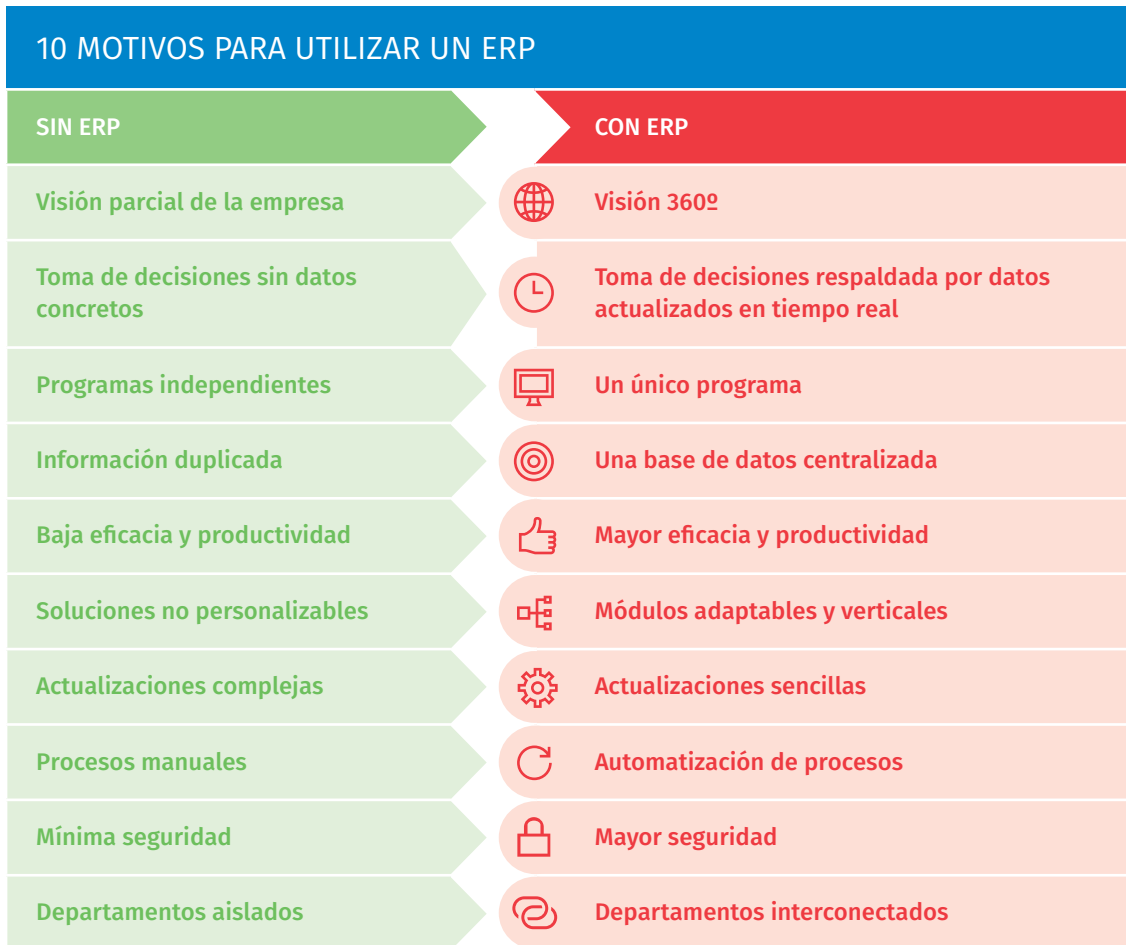 10 MOTIVOS PARA UTILIZAR UN ERP
SIN ERP
CON ERP
Visión parcial de la empresa
Visión 360º
Toma de decisiones sin datos
concretos
Toma de decisiones respaldada por datos
actualizados en tiempo real
Programas independientes
Un único programa
Información duplicada
Una base de datos centralizada
Baja eficacia y productividad
Mayor eficacia y productividad
Soluciones no personalizables
Módulos adaptables y verticales
Actualizaciones complejas
Actualizaciones sencillas
Procesos manuales
Automatización de procesos
Mínima seguridad
Mayor seguridad
Departamentos aislados
Departamentos interconectados